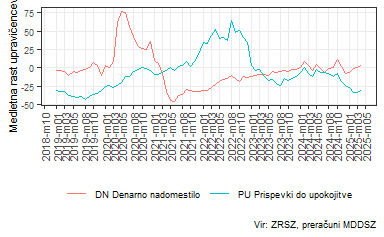 Medletna rast upravičencev
75
50
25
0
-25
-50
2018-m10
2019-m01
2019-m03
2019-m05
2019-m08
2019-m10
2020-m01
2020-m03
2020-m05
2020-m08
2020-m10
2021-m01
2021-m03
2021-m05
2021-m08
2021-m10
2022-m01
2022-m03
2022-m05
2022-m08
2022-m10
2023-m01
2023-m03
2023-m05
2023-m08
2023-m10
2024-m01
2024-m03
2024-m05
2024-m08
2024-m10
2025-m01
2025-m03
2025-m05
DN Denarno nadomestilo
PU Prispevki do upokojitve
Vir: ZRSZ, preračuni MDDSZ